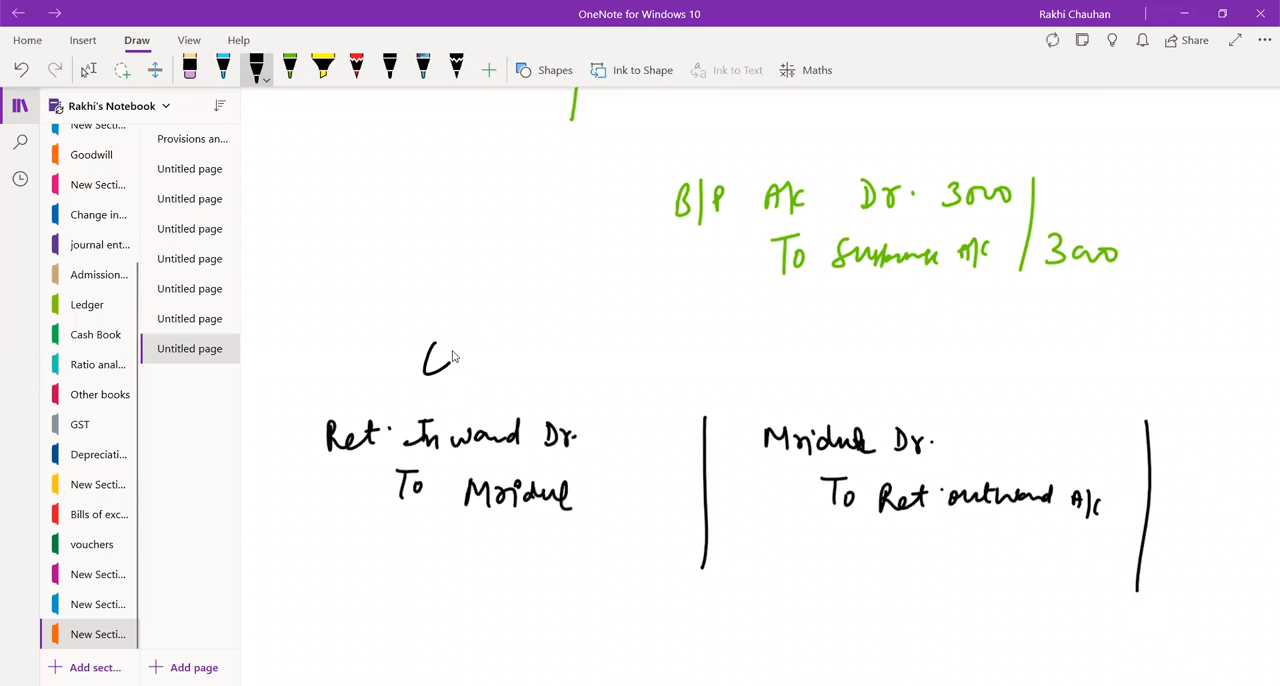 OneNote for Windows 10
Rakhi Chauhan
Home Insert Draw View Help
Share
Shapes
Ink to Shape
Ink to Text
Maths
Rakhi's Notebook
New Secti...
Goodwill
New Secti...
Change in...
journal ent...
Admission...
Ledger
Cash Book
Ratio anal...
Other books
GST
Depreciati...
New Secti...
Bills of exc...
vouchers
New Secti...
New Secti...
New Secti...
Add sect...
Provisions an...
Untitled page
Untitled page
Untitled page
Untitled page
Untitled page
Untitled page
Untitled page
Add page
B/P A/c Dr. 3000
To Suspense A/c 3000
C
Ret. Inward Dr.
To Mridul
Mridul Dr.
To Ret. outward A/c